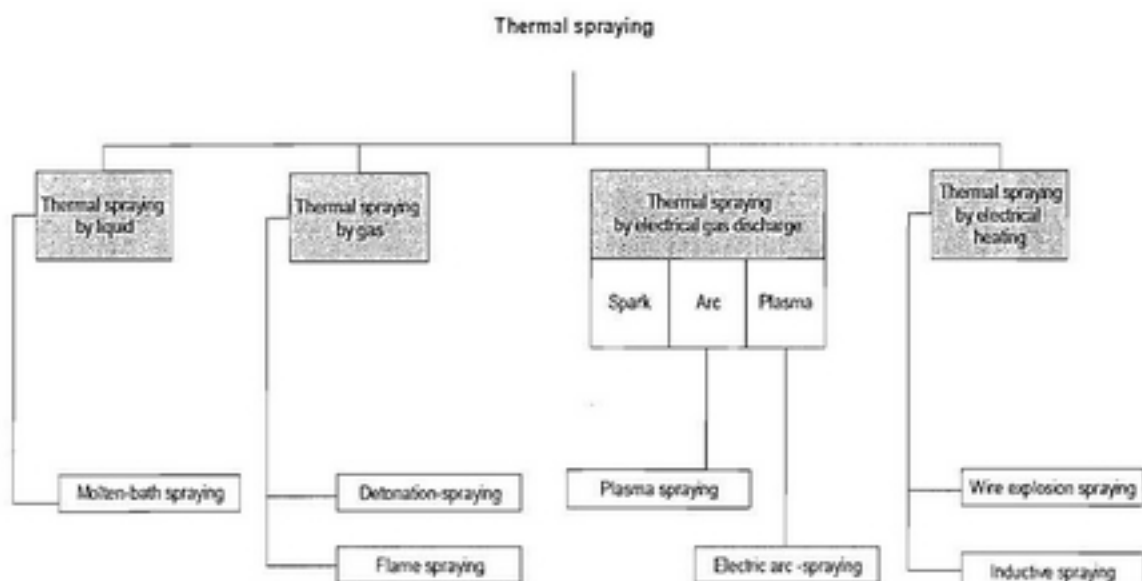 Thermal spraying
Thermal spraying
by liquid
Thermal spraying
by gas
Thermal spraying
by electrical gas discharge
Thermal spraying
by electrical
heating
Spark
Arc
Plasma
Molten-bath spraying
Detonation-spraying
Plasma spraying
Wire explosion spraying
Flame spraying
Electric arc -spraying
Inductive spraying